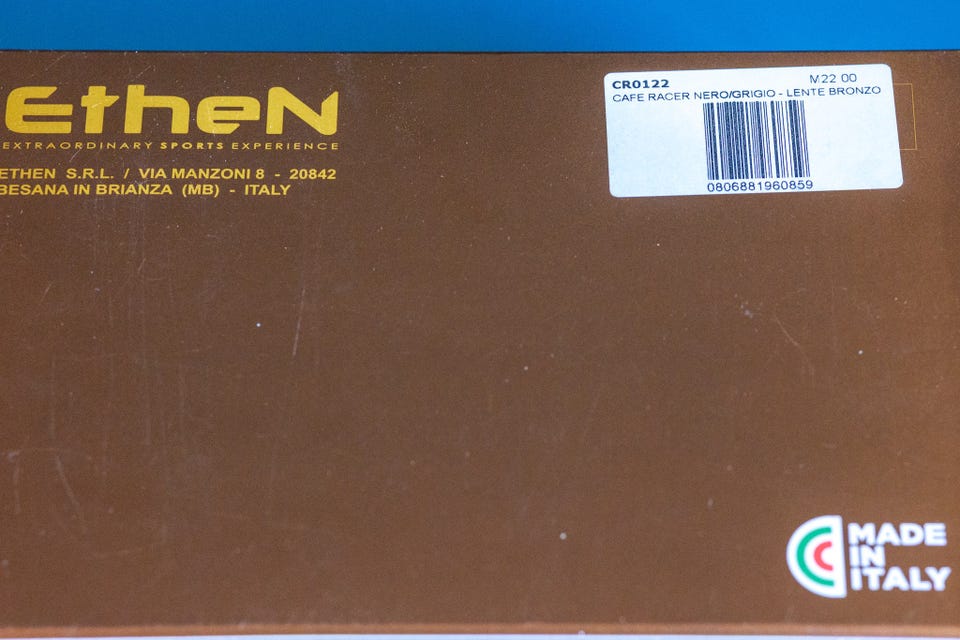 EtheN
EXTRAORDINARY SPORTS EXPERIENCE
ETHEN S.R.L. / VIA MANZONI 8 - 20842
BESANA IN BRIANZA (MB) - ITALY
CR0122 M22 00
CAFE RACER NERO/GRIGIO - LENTE BRONZO
0806881960859
MADE
IN
ITALY